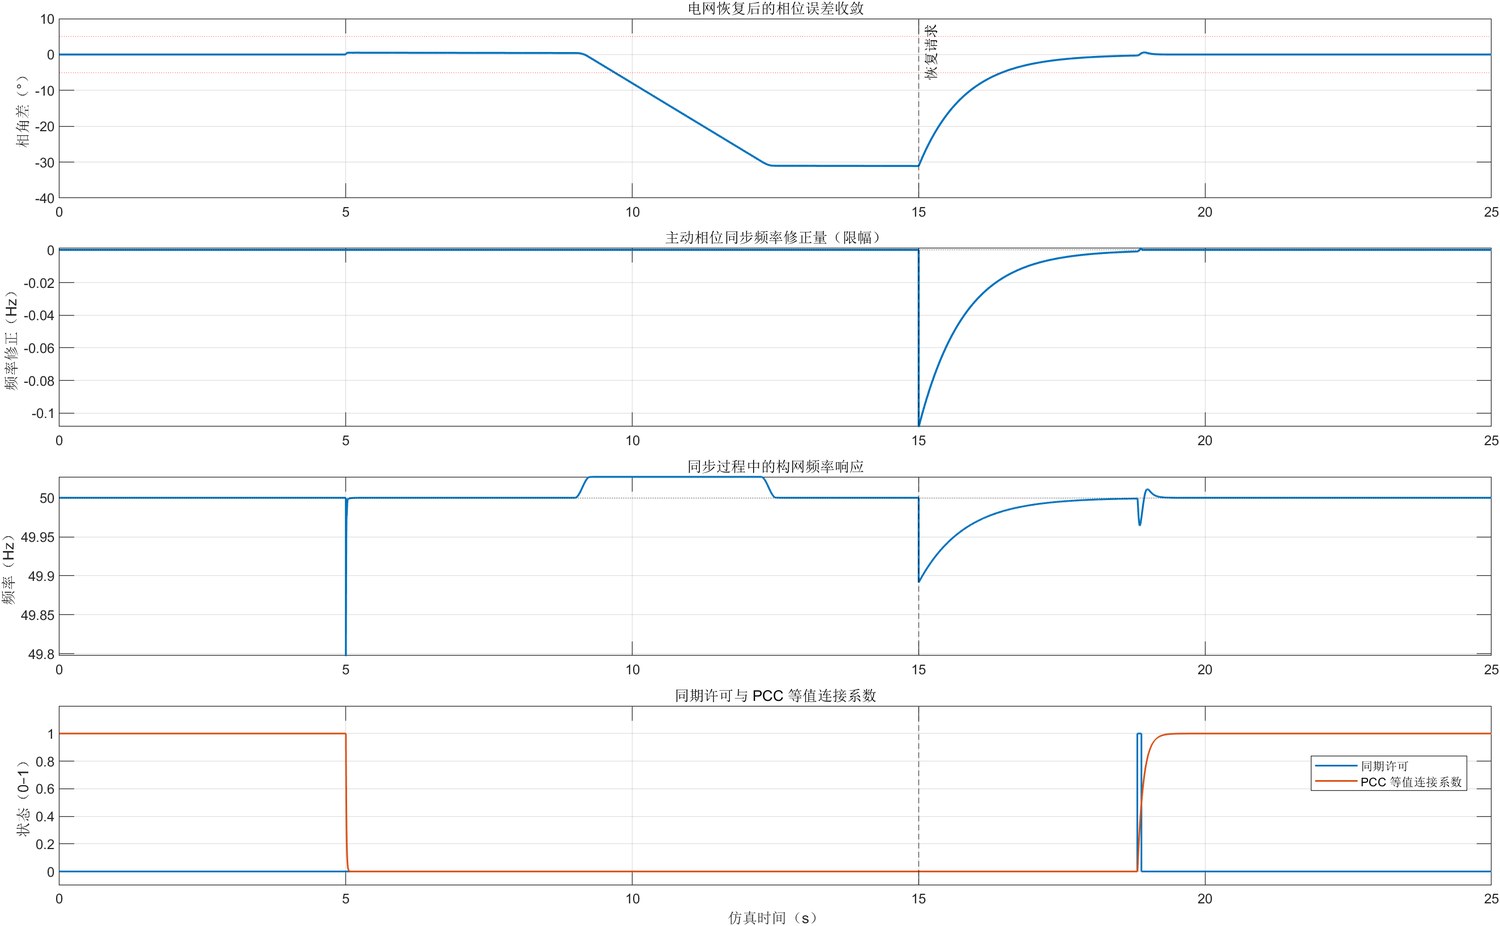 电网恢复后的相位误差收敛
10
0
-10
-20
-30
-40
相角差（°）
恢复请求
0 5 10 15 20 25
主动相位同步频率修正量（限幅）
0
-0.02
-0.04
-0.06
-0.08
-0.1
频率修正（Hz）
0 5 10 15 20 25
同步过程中的构网频率响应
50
49.95
49.9
49.85
49.8
频率（Hz）
0 5 10 15 20 25
同期许可与 PCC 等值连接系数
1
0.8
0.6
0.4
0.2
0
状态（0–1）
同期许可
PCC 等值连接系数
0 5 10 15 20 25
仿真时间（s）